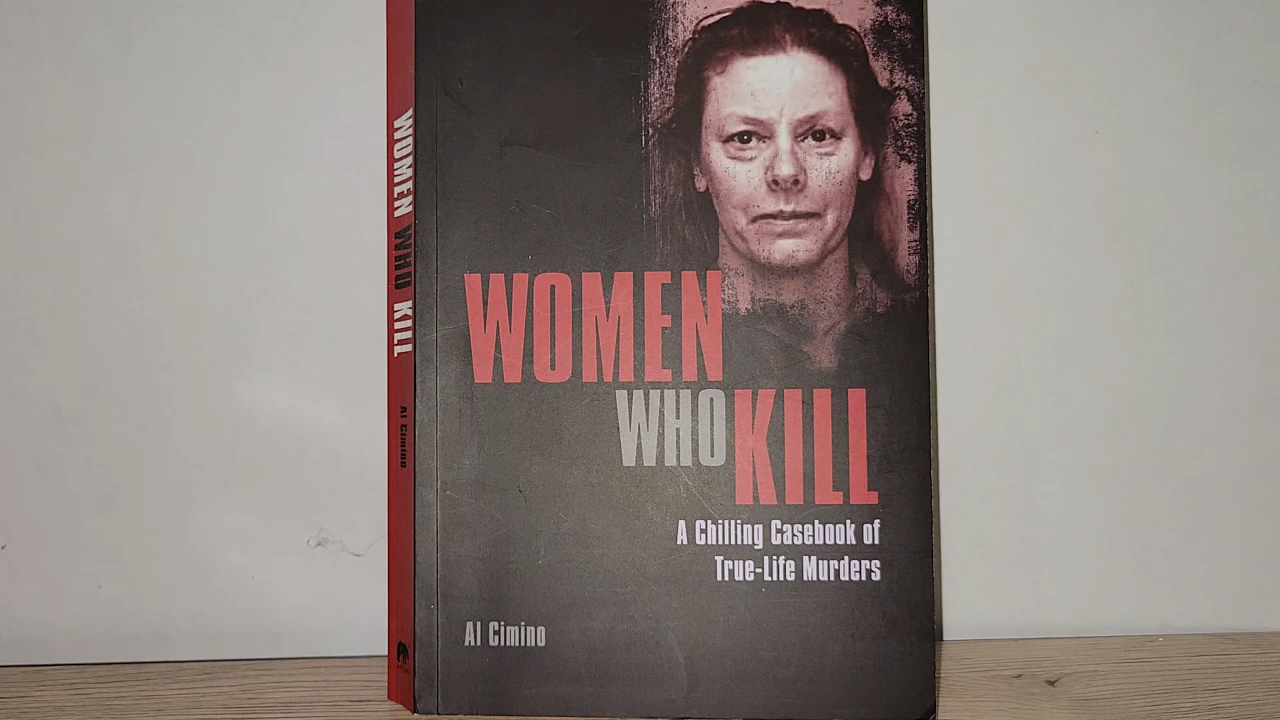 WOMEN WHO KILL
Al Cimino
WOMEN
WHO KILL
A Chilling Casebook of
True-Life Murders
Al Cimino